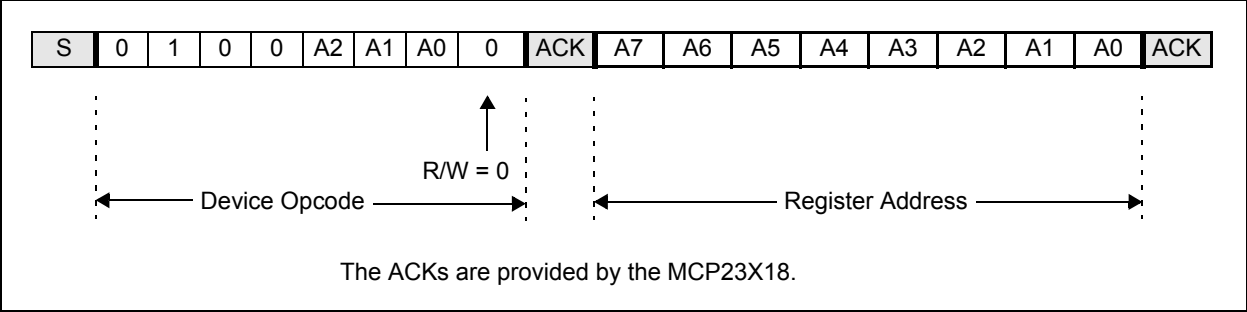 S 0 1 0 0 A2 A1 A0 0 ACK A7 A6 A5 A4 A3 A2 A1 A0 ACK
R/W = 0
Device Opcode Register Address
The ACKs are provided by the MCP23X18.